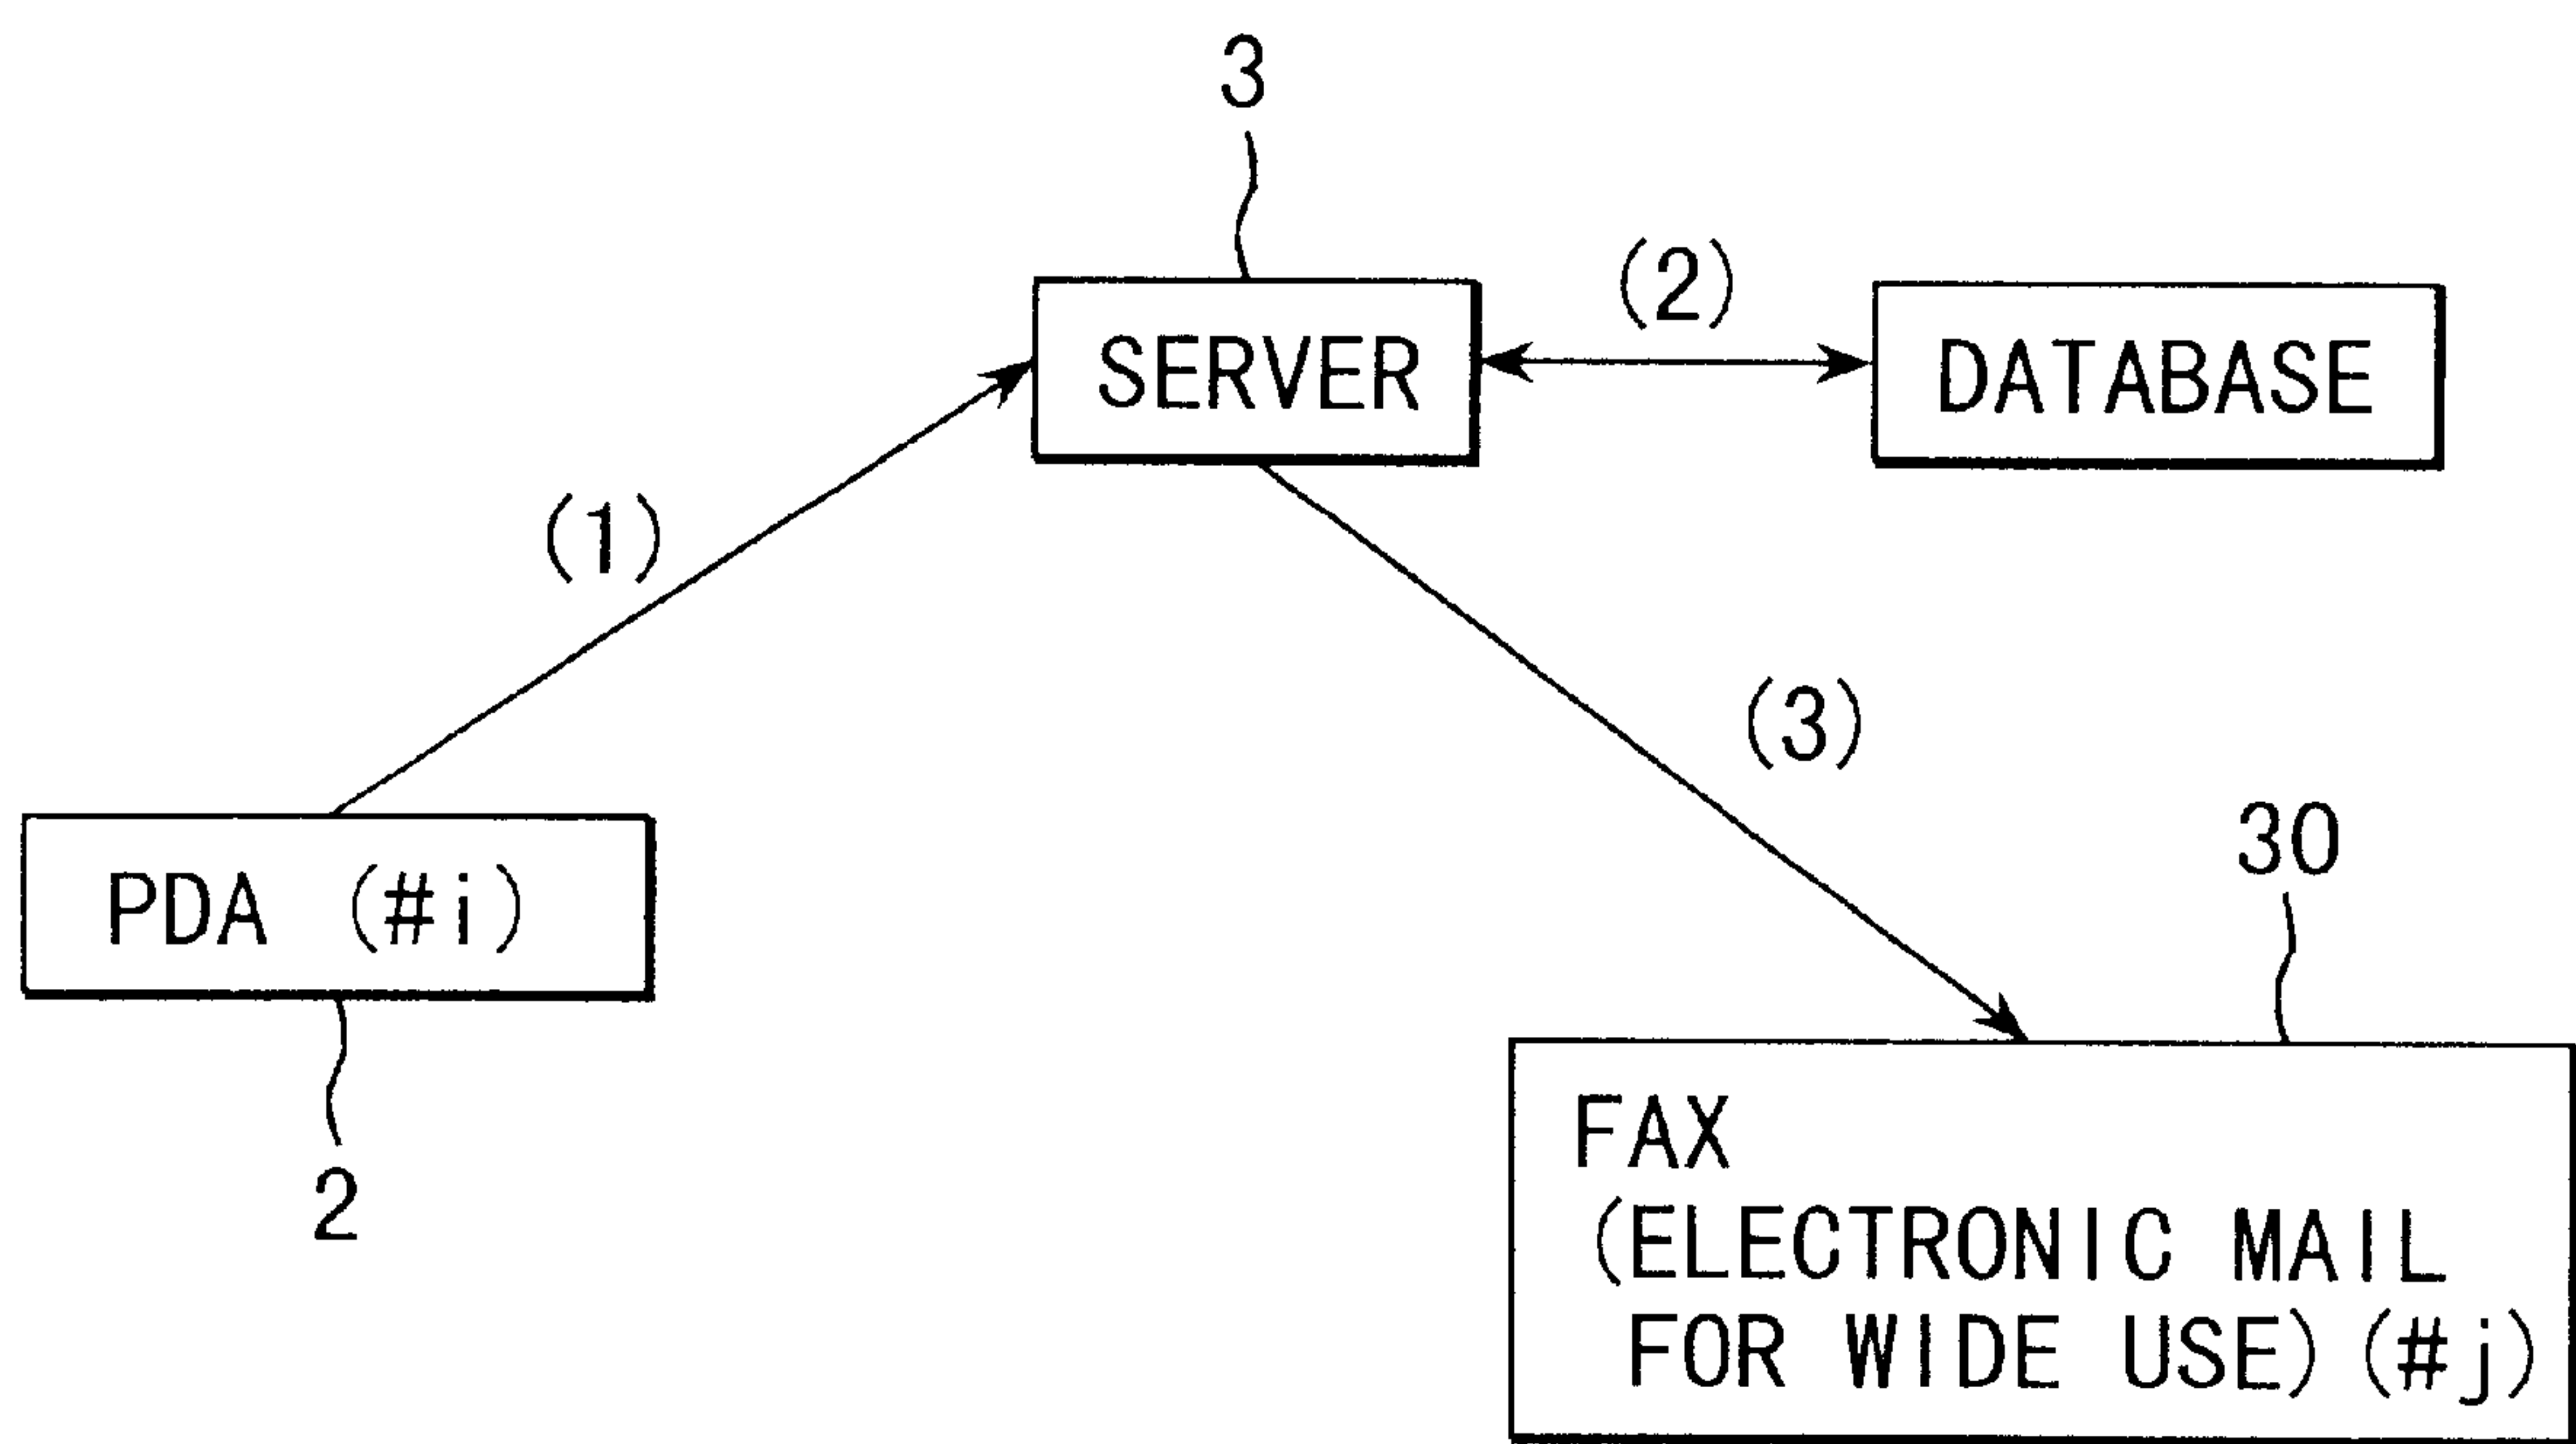 3
(2)
SERVER
DATABASE
(1)
(3)
PDA (#i)
30
2
FAX
(ELECTRONIC MAIL
FOR WIDE USE) (#j)